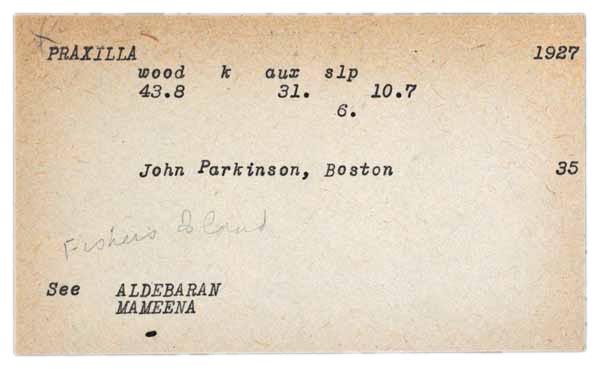 PRAXILLA 1927
wood k aux slp
43.8 31. 10.7
6.
John Parkinson, Boston 35
Fishers Island
See ALDEBARAN
MAMEENA